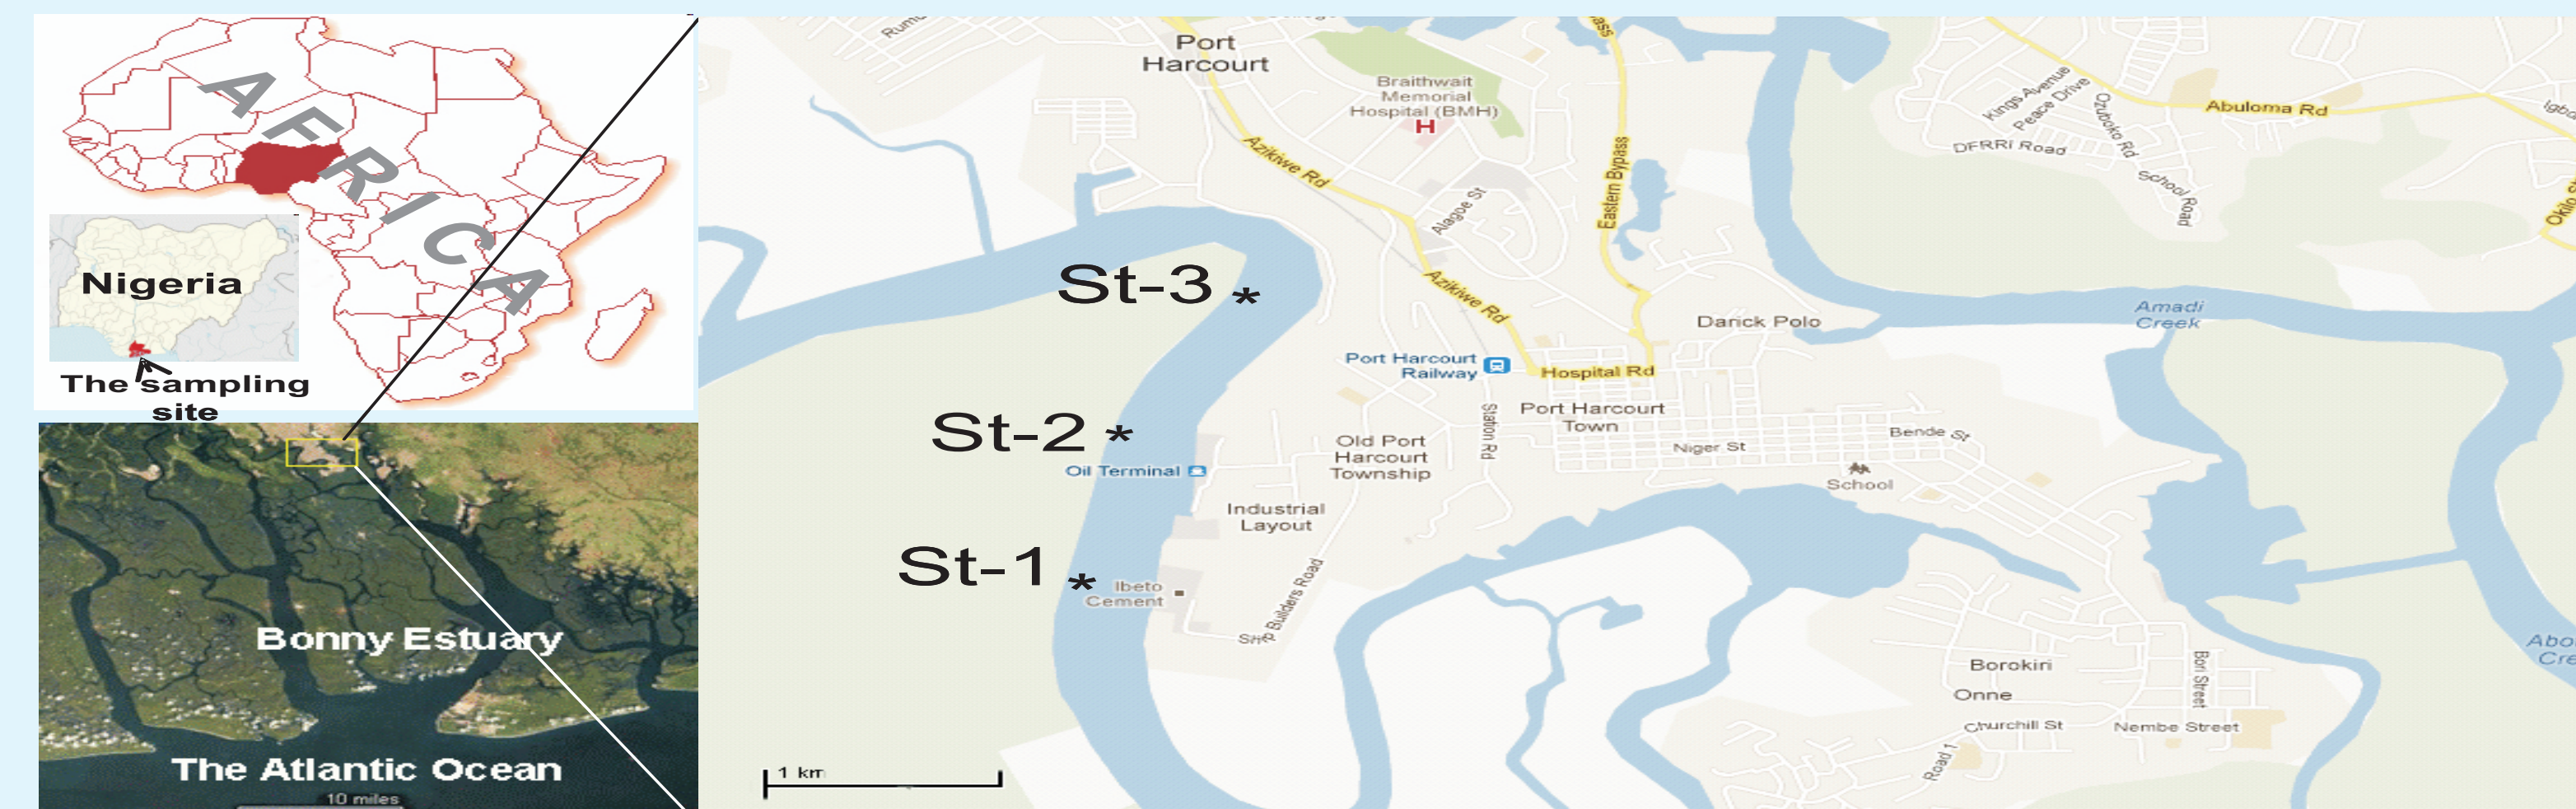 AFRICA
Nigeria
The sampling
site
Bonny Estuary
The Atlantic Ocean
10 miles
Port
Harcourt
Braithwait
Memorial
Hospital (BMH)
H
Azikiwe Rd
Alagoe St
Eastern Bypass
Kings Avenue
Peace Drive
Ozuboko Rd
Abuloma Rd
DFRRI Road
School Road
St-3 *
Azikiwe Rd
Darick Polo
Amadi
Creek
Port Harcourt
Railway
Hospital Rd
Port Harcourt
Town
Station Rd
St-2 *
Oil Terminal
Old Port
Harcourt
Township
Niger St
Bende St
School
Industrial
Layout
St-1 *
Ibeto
Cement
Ship Builders Road
Borokiri
Onne
Bori Street
Churchill St
Nembe Street
Road 1
1 km